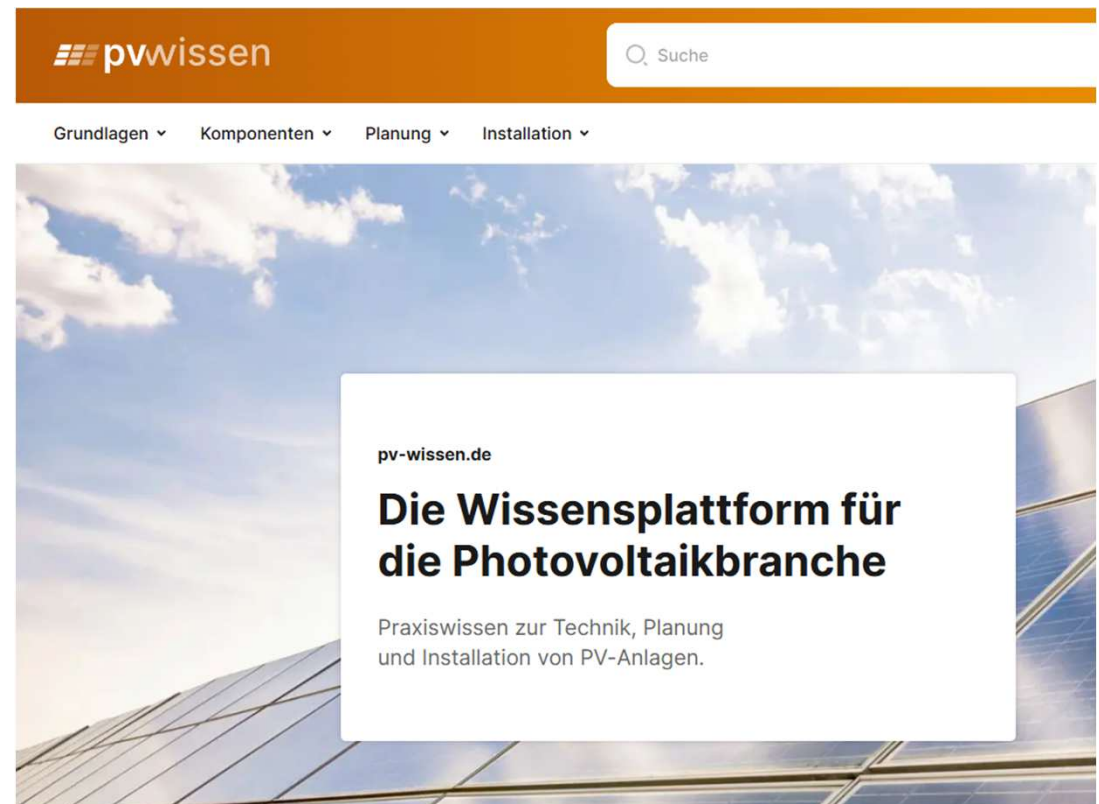 pvwissen
Suche
Grundlagen
Komponenten
Planung
Installation
pv-wissen.de
Die Wissensplattform für
die Photovoltaikbranche
Praxiswissen zur Technik, Planung
und Installation von PV-Anlagen.